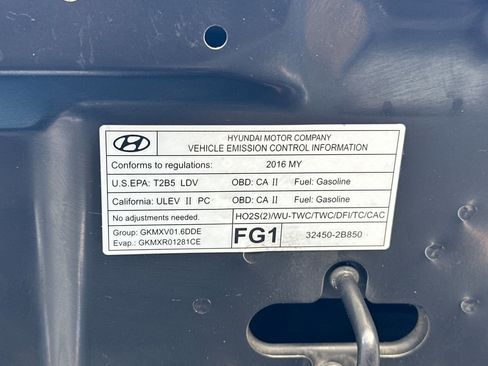 HYUNDAI MOTOR COMPANY
VEHICLE EMISSION CONTROL INFORMATION
Conforms to regulations: 2016 MY
U.S.EPA: T2B5 LDV OBD: CA II Fuel: Gasoline
California: ULEV II PC OBD: CA II Fuel: Gasoline
No adjustments needed. HO2S(2)/WU-TWC/TWC/DFI/TC/CAC
Group: GKMXV01.6DDE
Evap.: GKMXR01281CE
FG1 32450-2B850